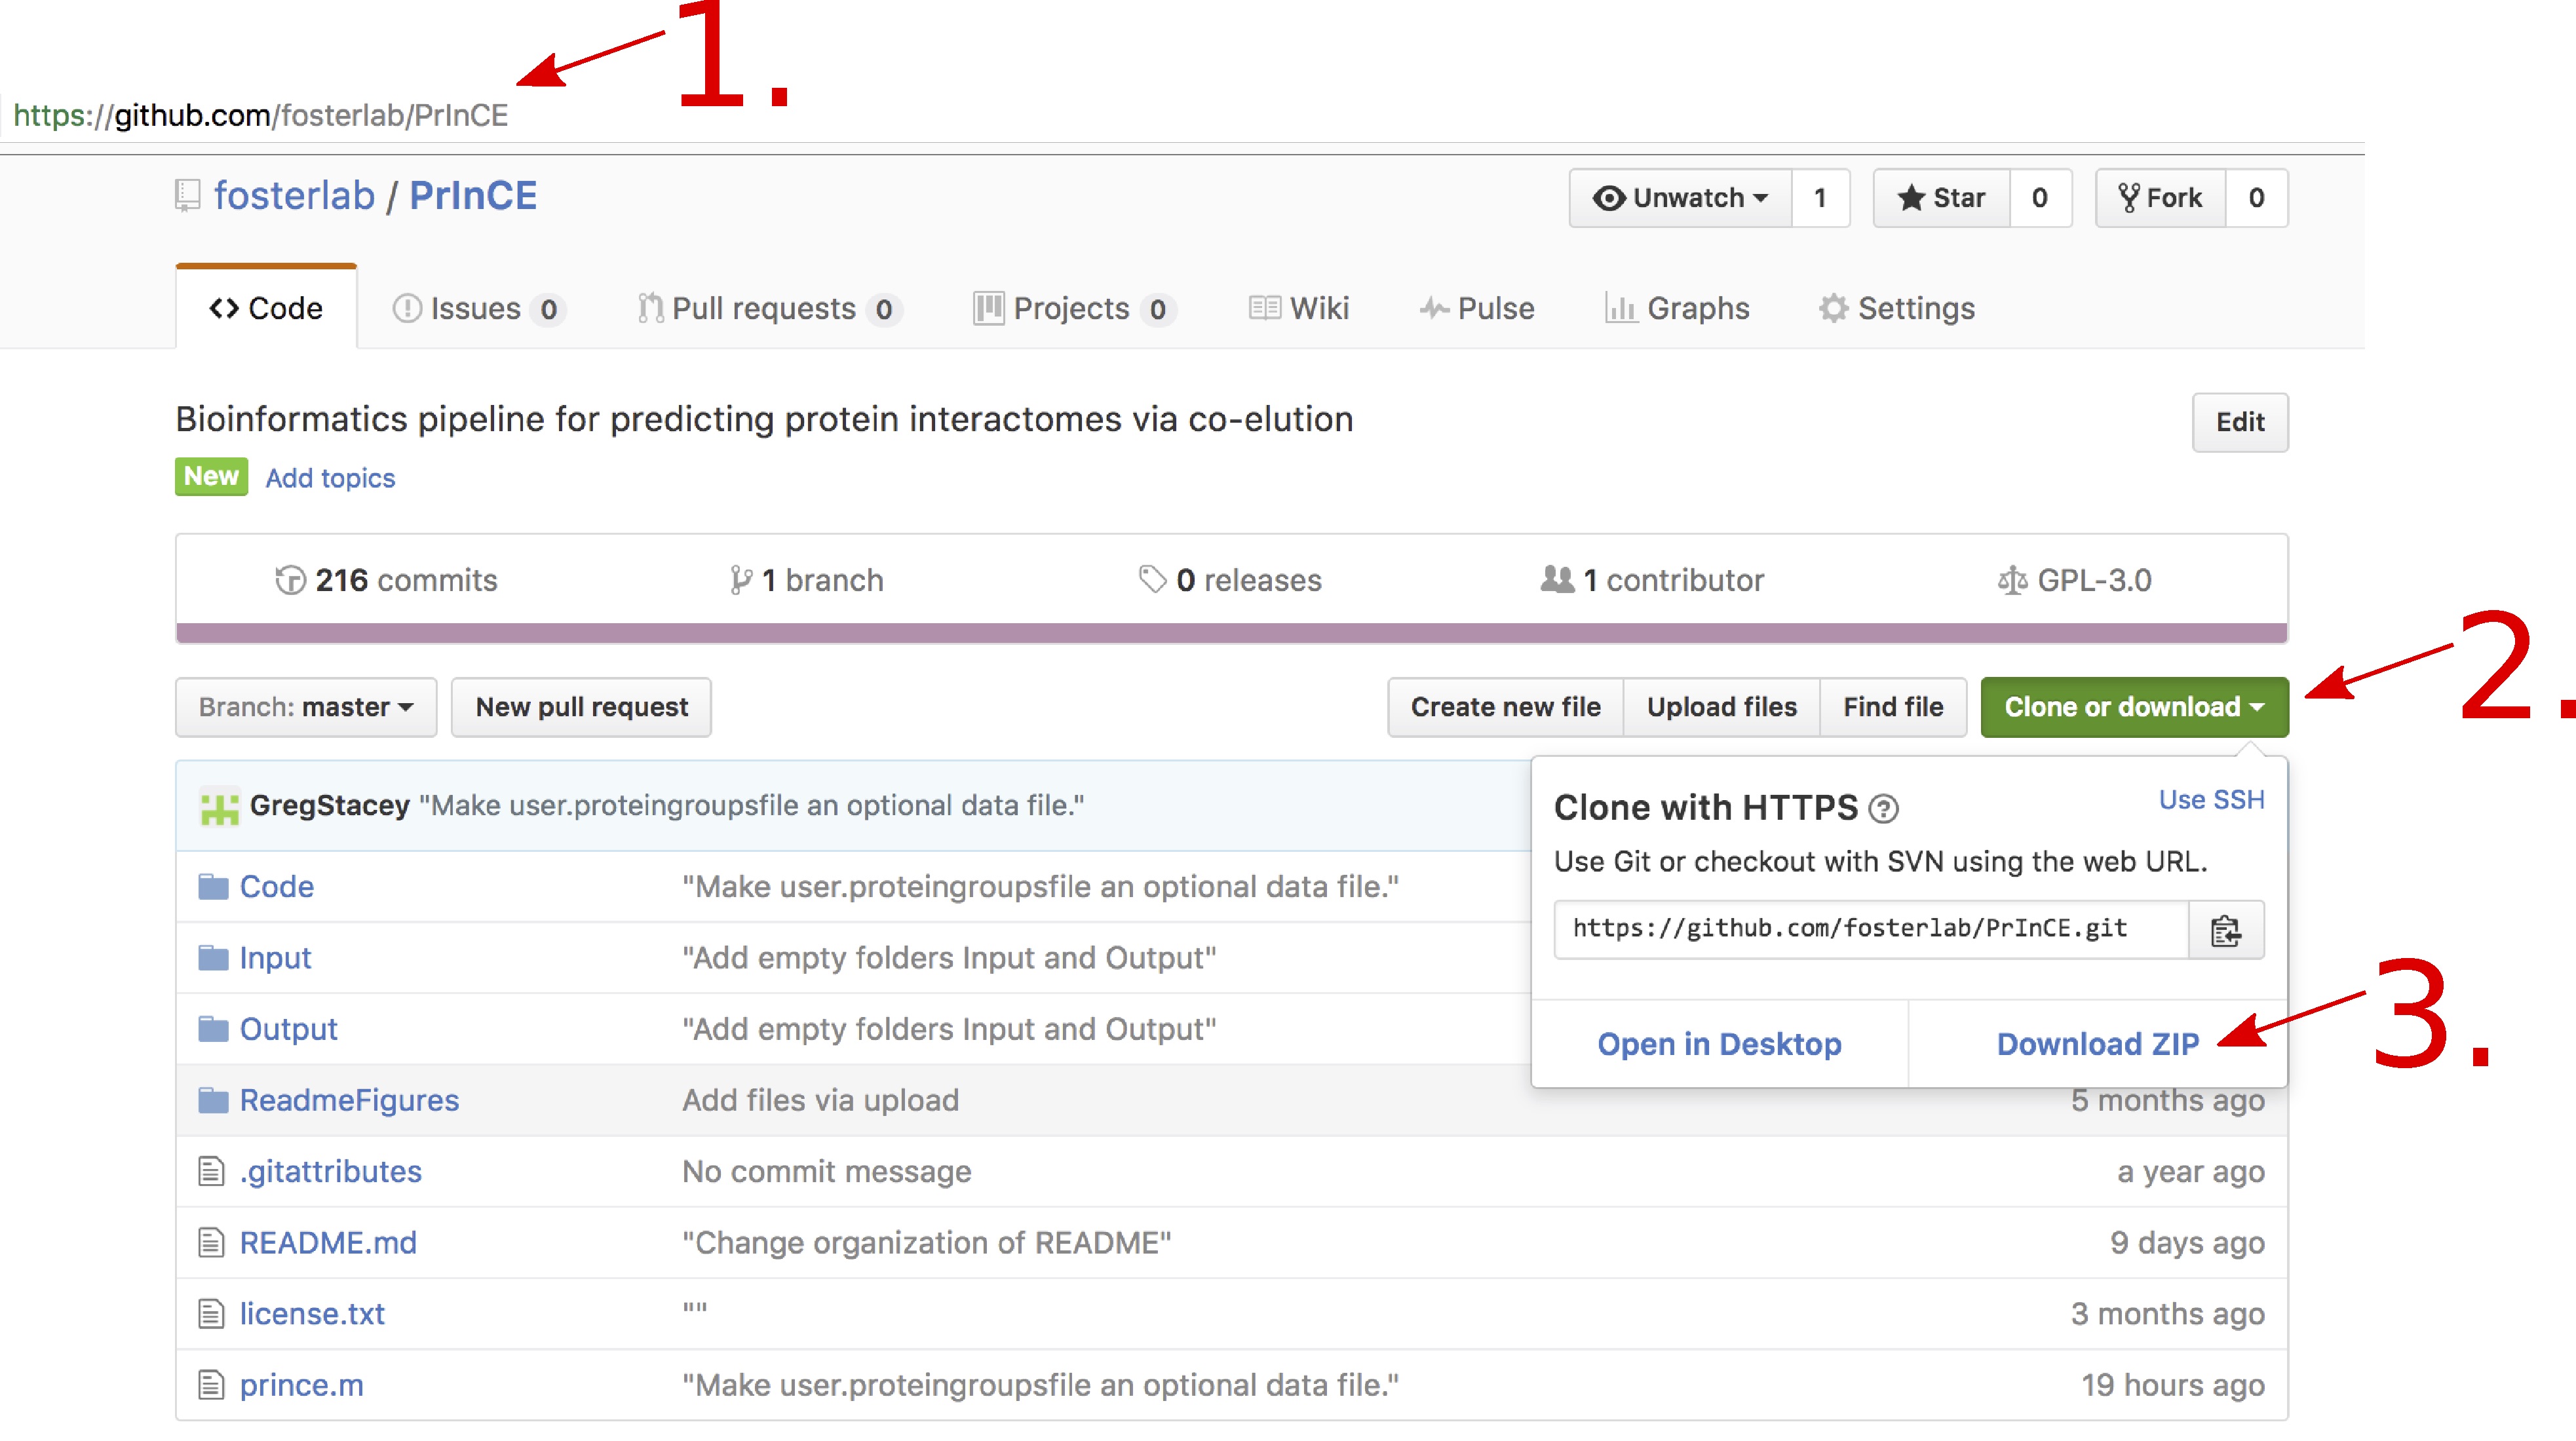 1.
https://github.com/fosterlab/PrInCE
fosterlab / PrInCE
Unwatch 1 Star 0 Fork 0
Code Issues 0 Pull requests 0 Projects 0 Wiki Pulse Graphs Settings
Bioinformatics pipeline for predicting protein interactomes via co-elution Edit
New Add topics
216 commits 1 branch 0 releases 1 contributor GPL-3.0
2.
Branch: master New pull request Create new file Upload files Find file Clone or download
GregStacey "Make user.proteingroupsfile an optional data file."
Clone with HTTPS ? Use SSH
Use Git or checkout with SVN using the web URL.
https://github.com/fosterlab/PrInCE.git
3.
Open in Desktop Download ZIP
Code "Make user.proteingroupsfile an optional data file."
Input "Add empty folders Input and Output"
Output "Add empty folders Input and Output"
ReadmeFigures Add files via upload 5 months ago
.gitattributes No commit message a year ago
README.md "Change organization of README" 9 days ago
license.txt "" 3 months ago
prince.m "Make user.proteingroupsfile an optional data file." 19 hours ago